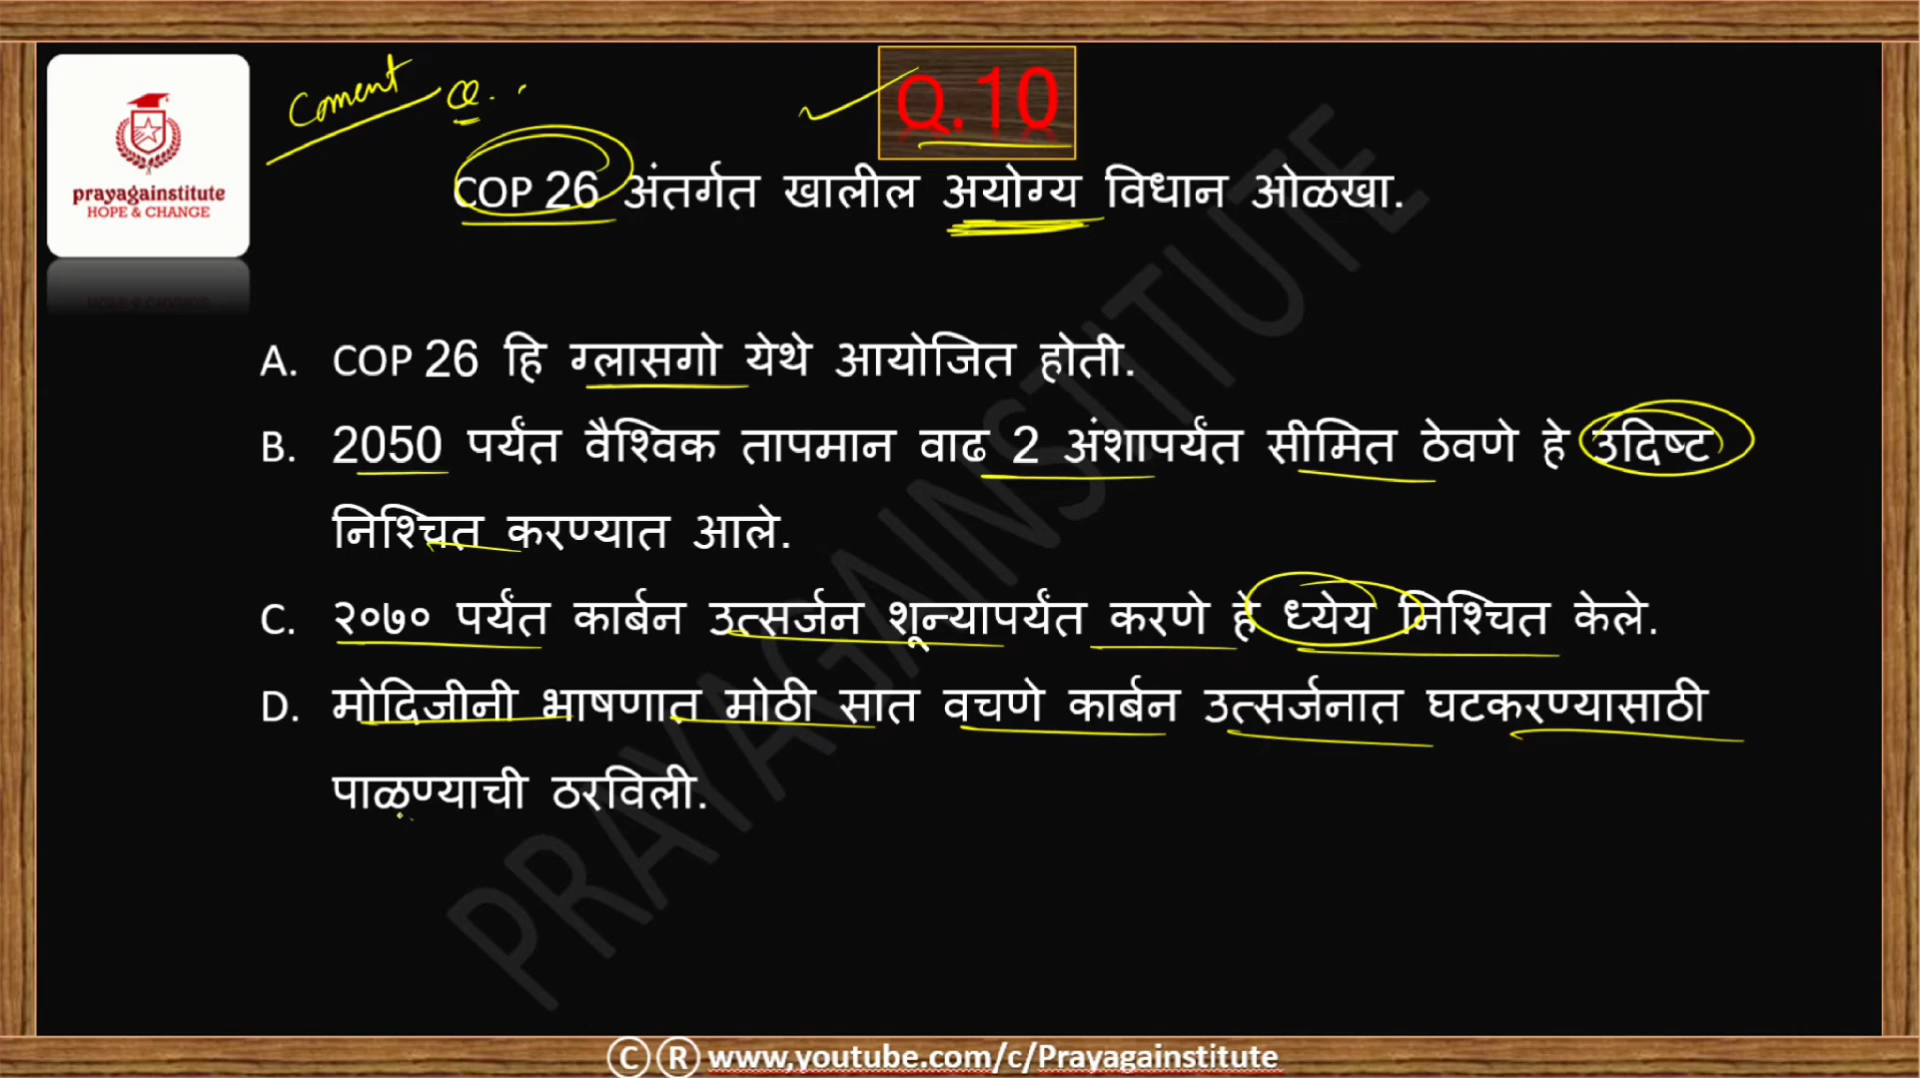 prayagainstitute
HOPE & CHANGE
Coment
Q.10
COP 26 अंतर्गत खालील अयोग्य विधान ओळखा.
A. COP 26 हि ग्लासगो येथे आयोजित होती.
B. 2050 पर्यंत वैश्विक तापमान वाढ 2 अंशापर्यंत सीमित ठेवणे हे उदिष्ट
निश्चित करण्यात आले.
C. २०७० पर्यंत कार्बन उत्सर्जन शून्यापर्यंत करणे हे ध्येय निश्चित केले.
D. मोदिजीनी भाषणात मोठी सात वचणे कार्बन उत्सर्जनात घटकरण्यासाठी
पाळण्याची ठरविली.
PRAYAGAINSTITUTE
Ⓒ Ⓡ www,youtube.com/c/Prayagainstitute